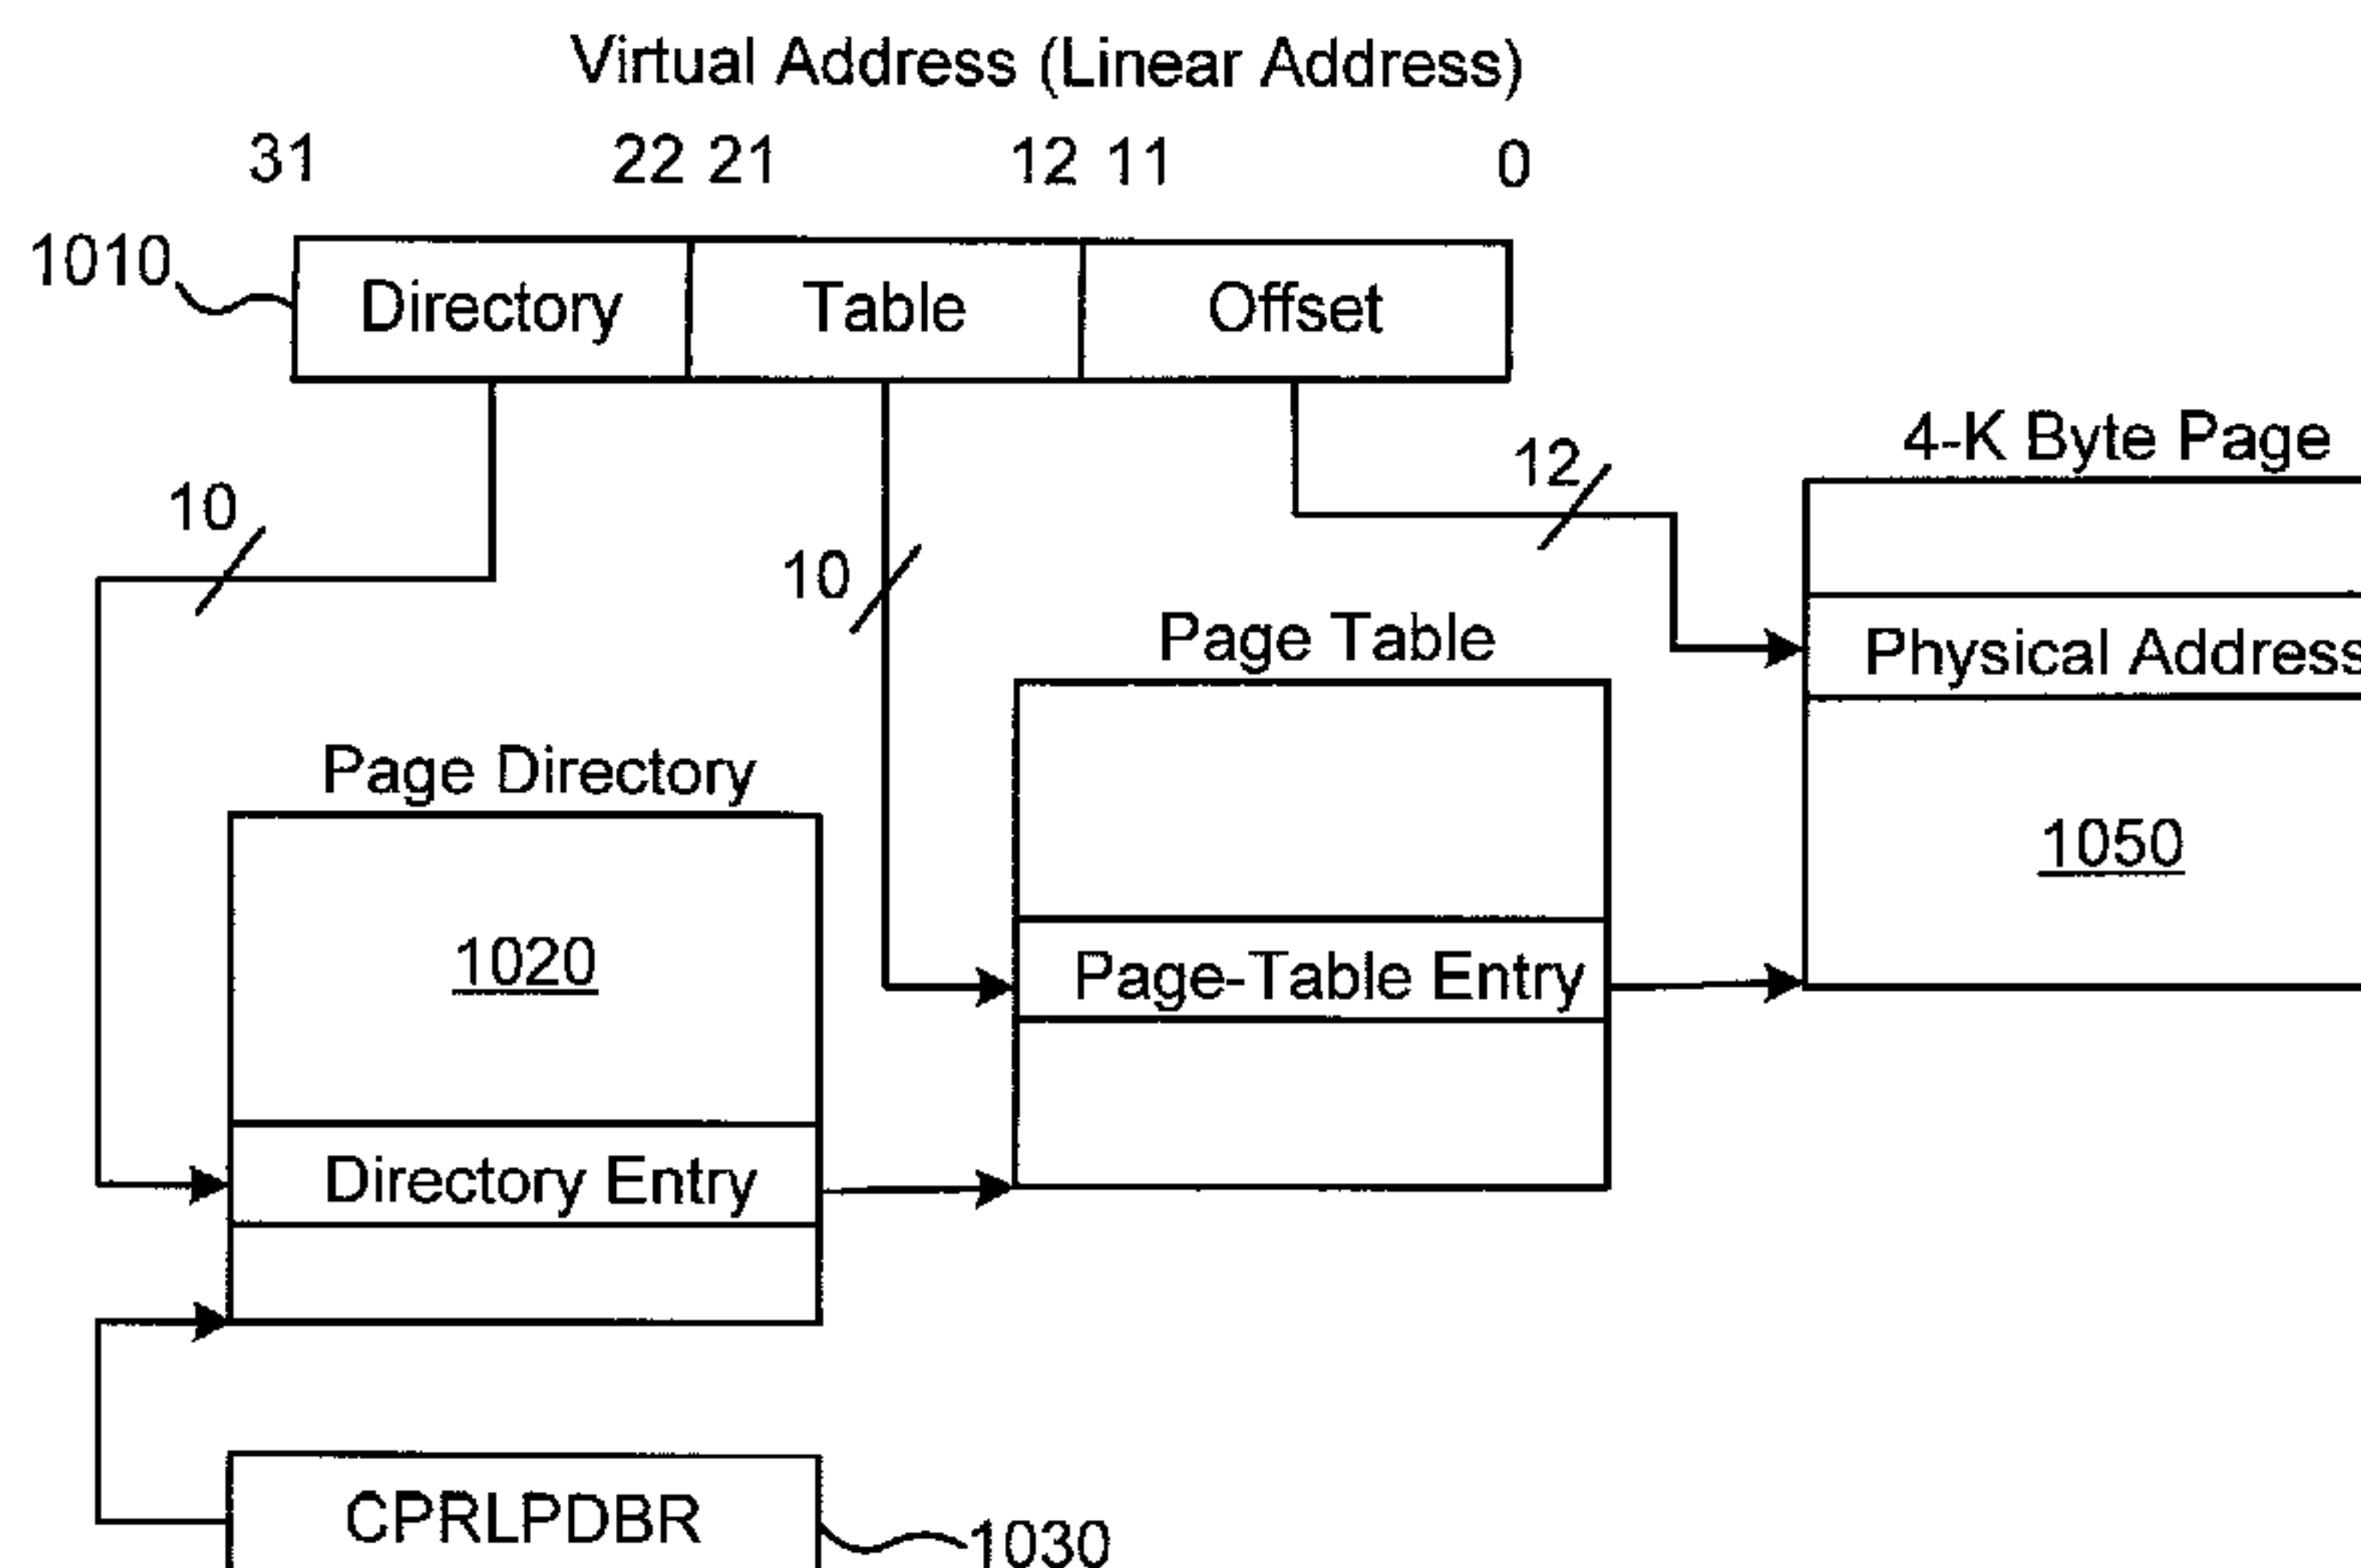 Virtual Address (Linear Address)
31 22 21 12 11 0
1010
Directory Table Offset
4-K Byte Page
12
10
10
Page Table
Physical Address
Page Directory
1050
1020
Page-Table Entry
Directory Entry
CPRLPDBR
1030